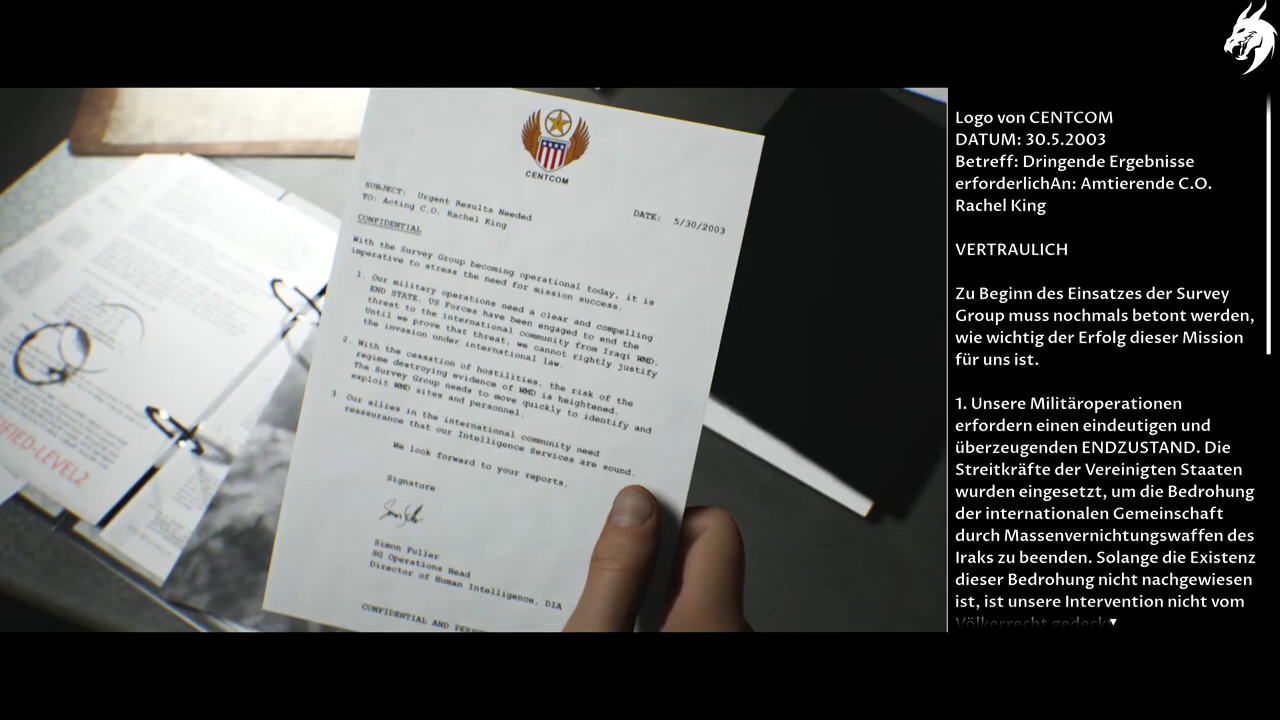 CENTCOM
SUBJECT: Urgent Results Needed
TO: Acting C.O. Rachel King
DATE: 5/30/2003
CONFIDENTIAL
With the Survey Group becoming operational today, it is
imperative to stress the need for mission success.
1. Our military operations need a clear and compelling
END STATE. US Forces have been engaged to end the
threat to the international community from Iraqi WMD.
Until we prove that threat, we cannot rightly justify
the invasion under international law.
2. With the cessation of hostilities, the risk of the
regime destroying evidence of WMD is heightened.
The Survey Group needs to move quickly to identify and
exploit WMD sites and personnel.
3. Our allies in the international community need
reassurance that our Intelligence Services are sound.
We look forward to your reports.
Signature
Simon Fuller
SG Operations Head
Director of Human Intelligence, DIA
CONFIDENTIAL AND
IFIED-LEVEL2
Logo von CENTCOM
DATUM: 30.5.2003
Betreff: Dringende Ergebnisse
erforderlichAn: Amtierende C.O.
Rachel King
VERTRAULICH
Zu Beginn des Einsatzes der Survey
Group muss nochmals betont werden,
wie wichtig der Erfolg dieser Mission
für uns ist.
1. Unsere Militäroperationen
erfordern einen eindeutigen und
überzeugenden ENDZUSTAND. Die
Streitkräfte der Vereinigten Staaten
wurden eingesetzt, um die Bedrohung
der internationalen Gemeinschaft
durch Massenvernichtungswaffen des
Iraks zu beenden. Solange die Existenz
dieser Bedrohung nicht nachgewiesen
ist, ist unsere Intervention nicht vom
Völkerrecht gedeckt